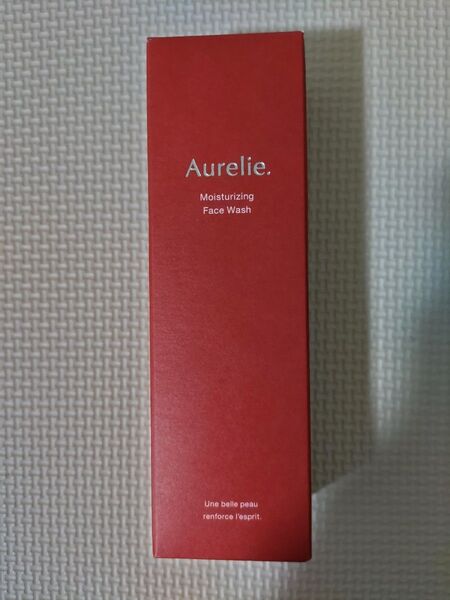 Aurelie.
Moisturizing
Face Wash
Une belle peau
renforce l'esprit.